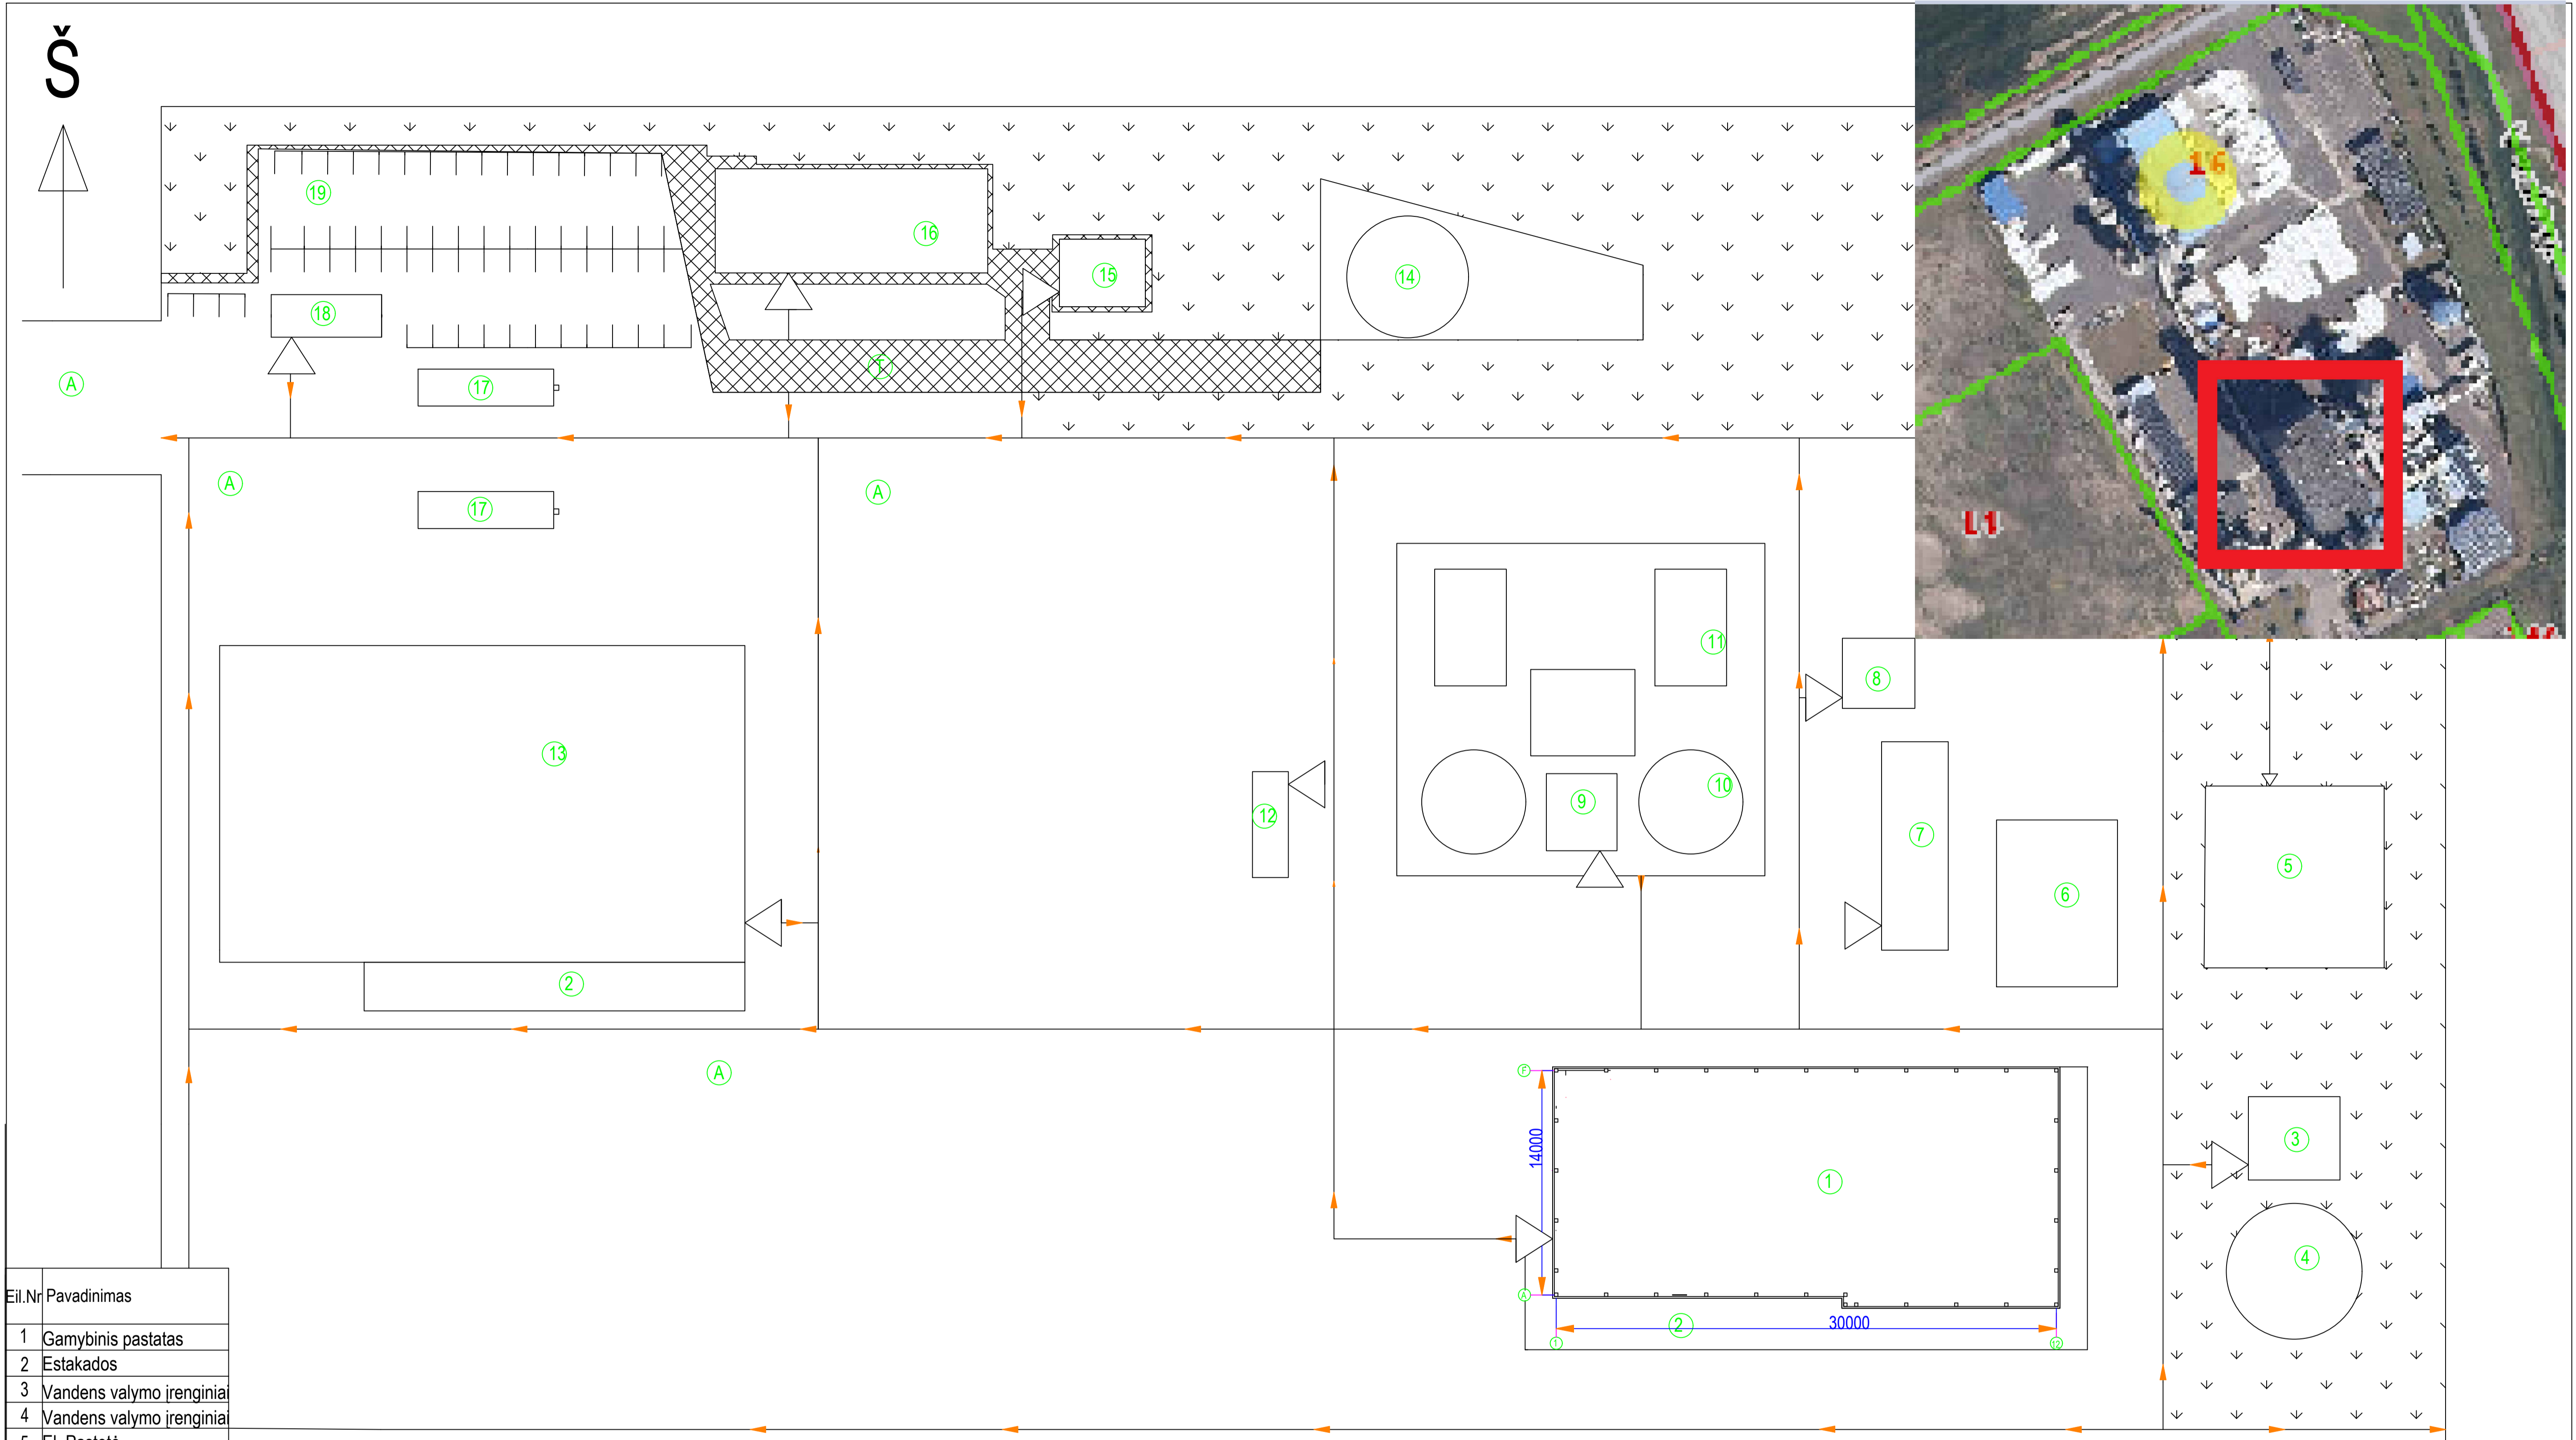 Š
19
16
16
15
14
18
T
A
17
A
A
17
L1
11
8
13
10
9
12
7
5
6
2
A
F
14000
3
1
4
A
2
30000
1
12
Eil.Nr Pavadinimas
1 Gamybinis pastatas
2 Estakados
3 Vandens valymo įrenginiai
4 Vandens valymo įrenginiai